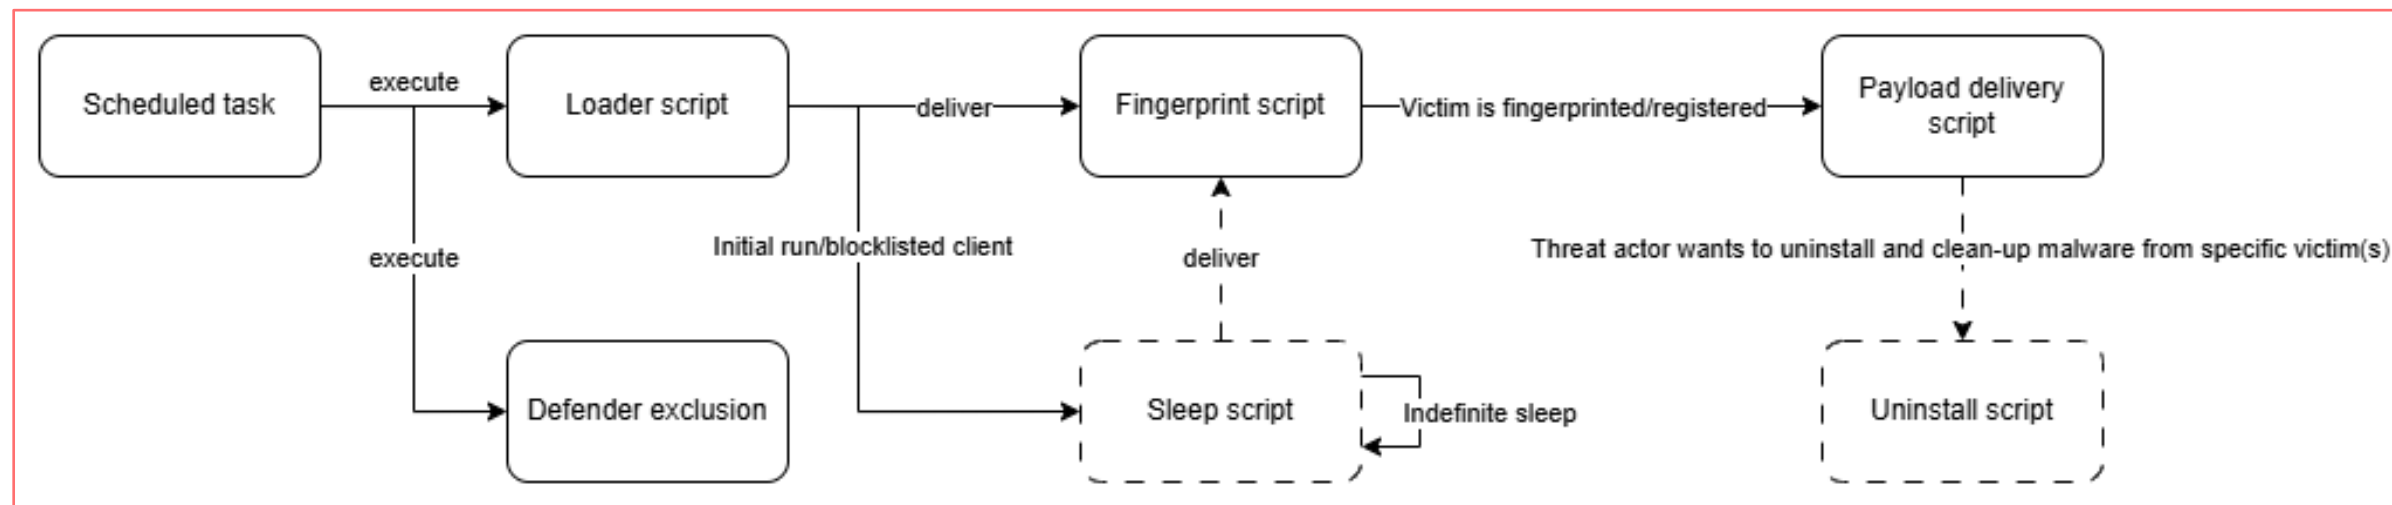 Scheduled task
execute
Loader script
deliver
Fingerprint script
Victim is fingerprinted/registered
Payload delivery
script
execute
Initial run/blocklisted client
deliver
Threat actor wants to uninstall and clean-up malware from specific victim(s)
Defender exclusion
Sleep script
Indefinite sleep
Uninstall script